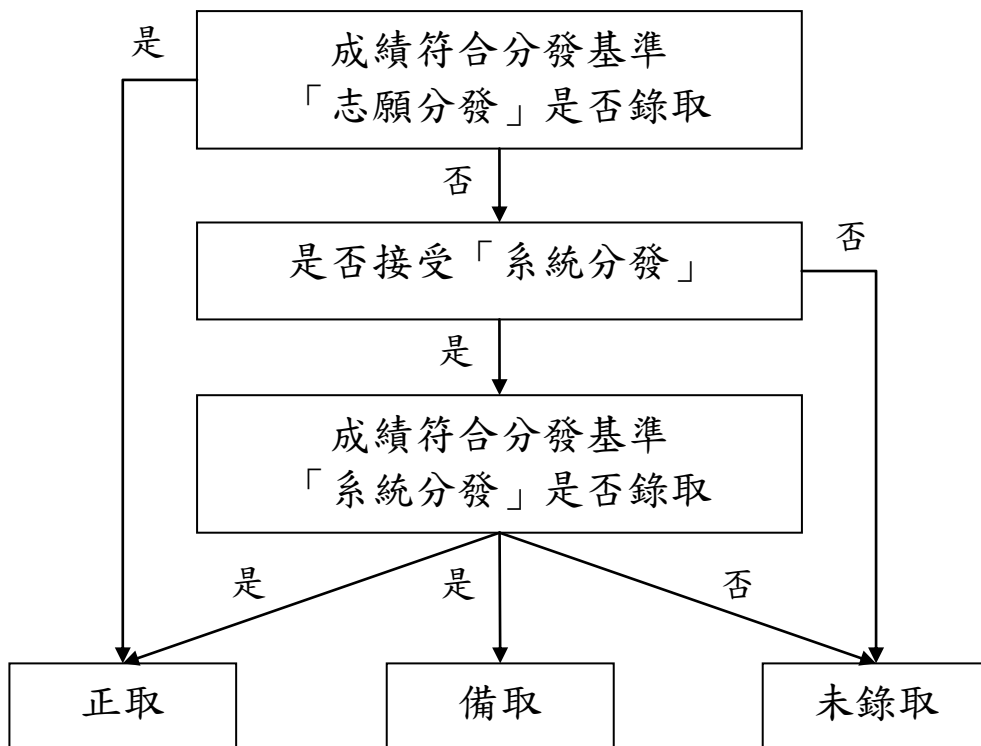 是
成績符合分發基準
「志願分發」是否錄取
否
是否接受「系統分發」
否
是
成績符合分發基準
「系統分發」是否錄取
是
是
否
正取
備取
未錄取